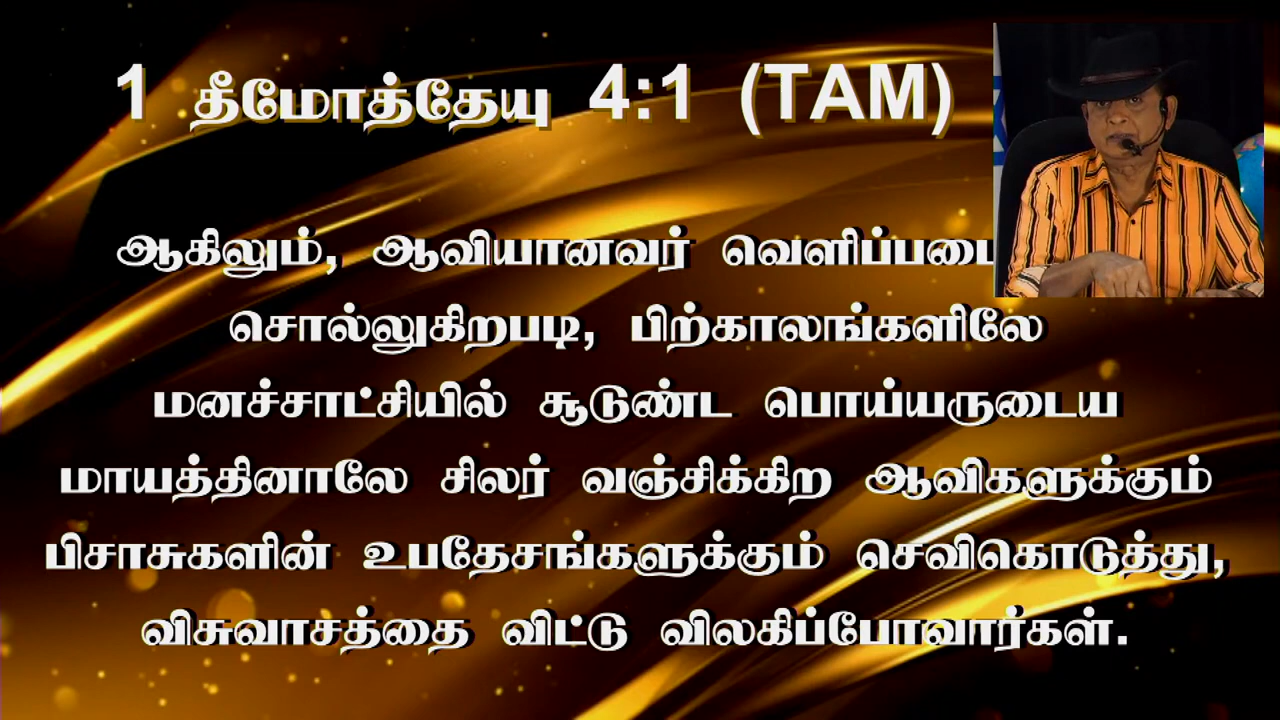 1 தீமோத்தேயு 4:1 (TAM)
ஆகிலும், ஆவியானவர்
சொல்லுகிறபடி, பிற்காலங்களிலே
மனச்சாட்சியில் சூடுண்ட பொய்யருடைய
மாயத்தினாலே சிலர் வஞ்சிக்கிற ஆவிகளுக்கும்
பிசாசுகளின் உபதேசங்களுக்கும் செவிகொடுத்து,
விசுவாசத்தை விட்டு விலகிப்போவார்கள்.